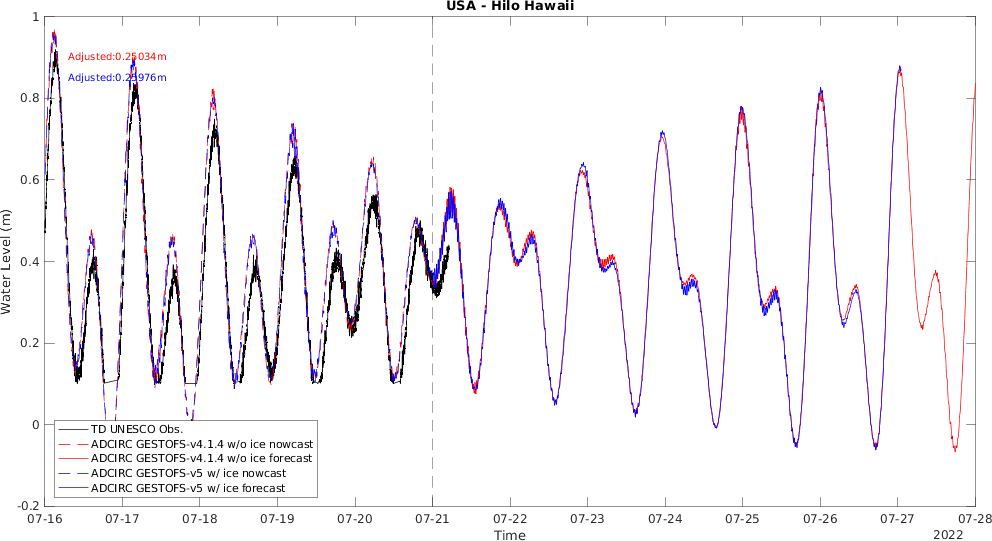 USA - Hilo Hawaii
1
0.8
0.6
0.4
0.2
0
-0.2
Water Level (m)
Adjusted:0.25034m
Adjusted:0.25976m
TD UNESCO Obs.
ADCIRC GESTOFS-v4.1.4 w/o ice nowcast
ADCIRC GESTOFS-v4.1.4 w/o ice forecast
ADCIRC GESTOFS-v5 w/ ice nowcast
ADCIRC GESTOFS-v5 w/ ice forecast
07-16 07-17 07-18 07-19 07-20 07-21 07-22 07-23 07-24 07-25 07-26 07-27 07-28
Time
2022